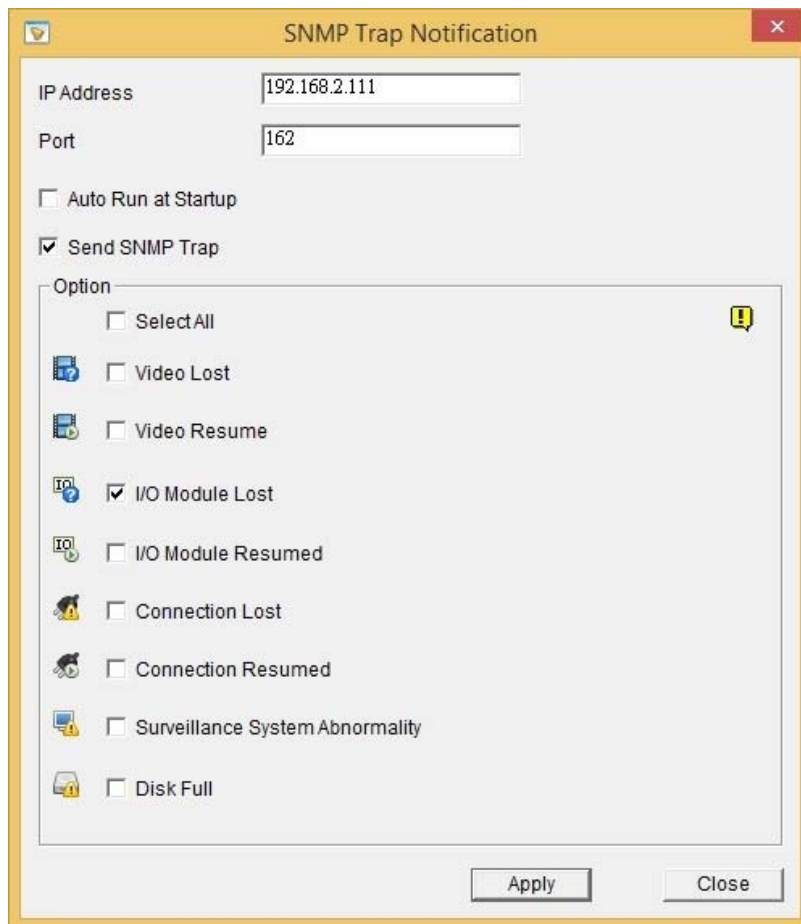 SNMP Trap Notification
IP Address 192.168.2.111
Port 162
Auto Run at Startup
Send SNMP Trap
Option
Select All
Video Lost
Video Resume
I/O Module Lost
I/O Module Resumed
Connection Lost
Connection Resumed
Surveillance System Abnormality
Disk Full
Apply Close